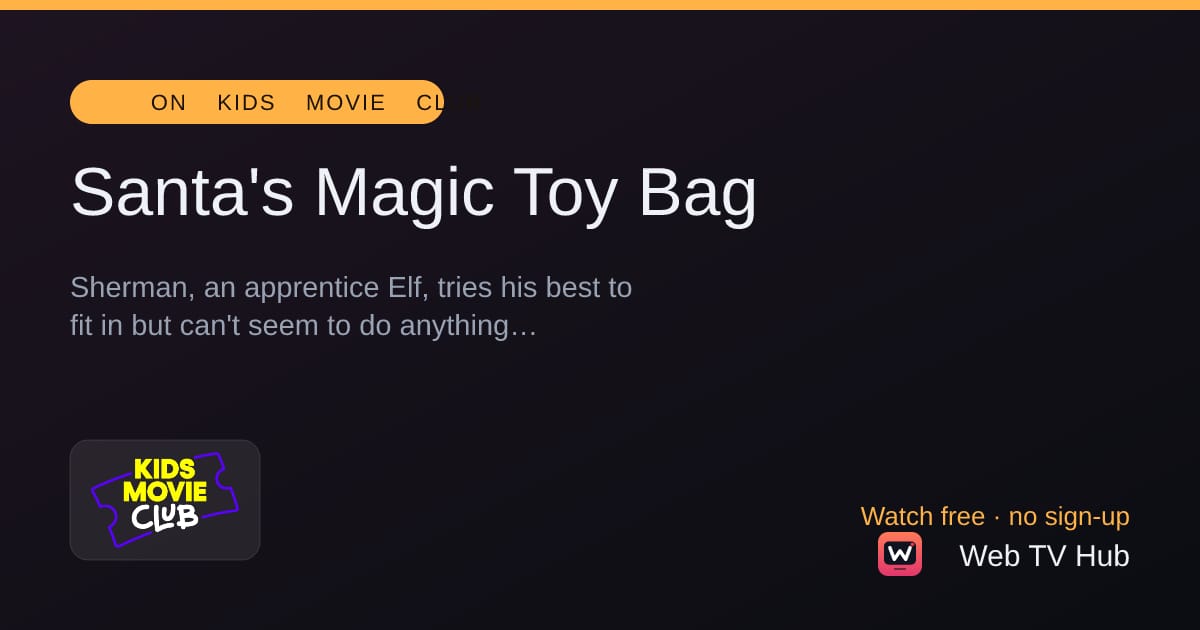 ON KIDS MOVIE CLUB
Santa's Magic Toy Bag
Sherman, an apprentice Elf, tries his best to
fit in but can't seem to do anything…
KIDS
MOVIE
CLUB
Watch free · no sign-up
W
Web TV Hub